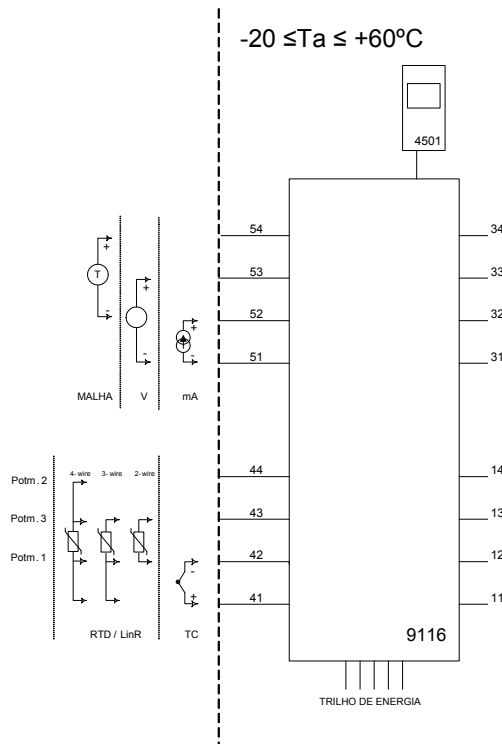 -20 ≤Ta ≤ +60ºC
4501
54
34
+
T
53
33
+
-
52
32
+
-
-
51
31
MALHA
V
mA
44
14
Potm. 2
4-wire
3-wire
2-wire
Potm. 3
43
13
Potm. 1
42
12
-
+
41
11
RTD / LinR
TC
9116
TRILHO DE ENERGIA